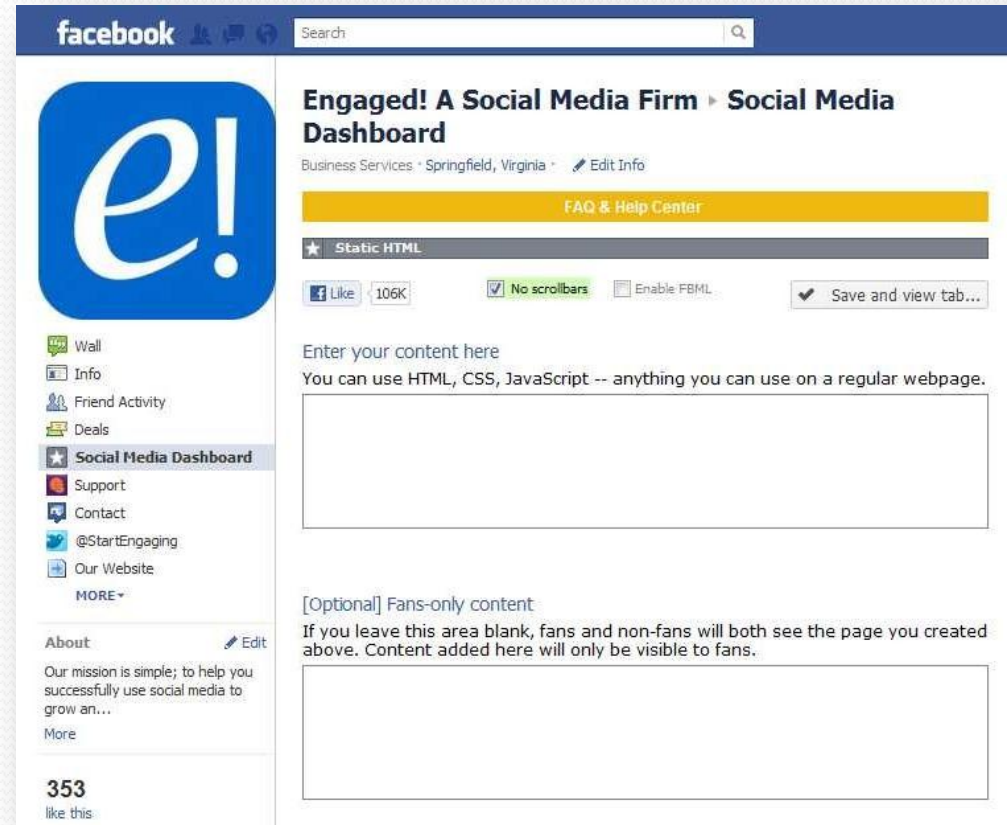 facebook
Search
e!
Engaged! A Social Media Firm ▸ Social Media
Dashboard
Business Services · Springfield, Virginia · Edit Info
FAQ & Help Center
Static HTML
Like 106K No scrollbars Enable FBML Save and view tab...
Wall
Info
Friend Activity
Deals
Social Media Dashboard
Support
Contact
@StartEngaging
Our Website
MORE
About Edit
Our mission is simple; to help you
successfully use social media to
grow an...
More
353
like this
Enter your content here
You can use HTML, CSS, JavaScript -- anything you can use on a regular webpage.
[Optional] Fans-only content
If you leave this area blank, fans and non-fans will both see the page you created
above. Content added here will only be visible to fans.